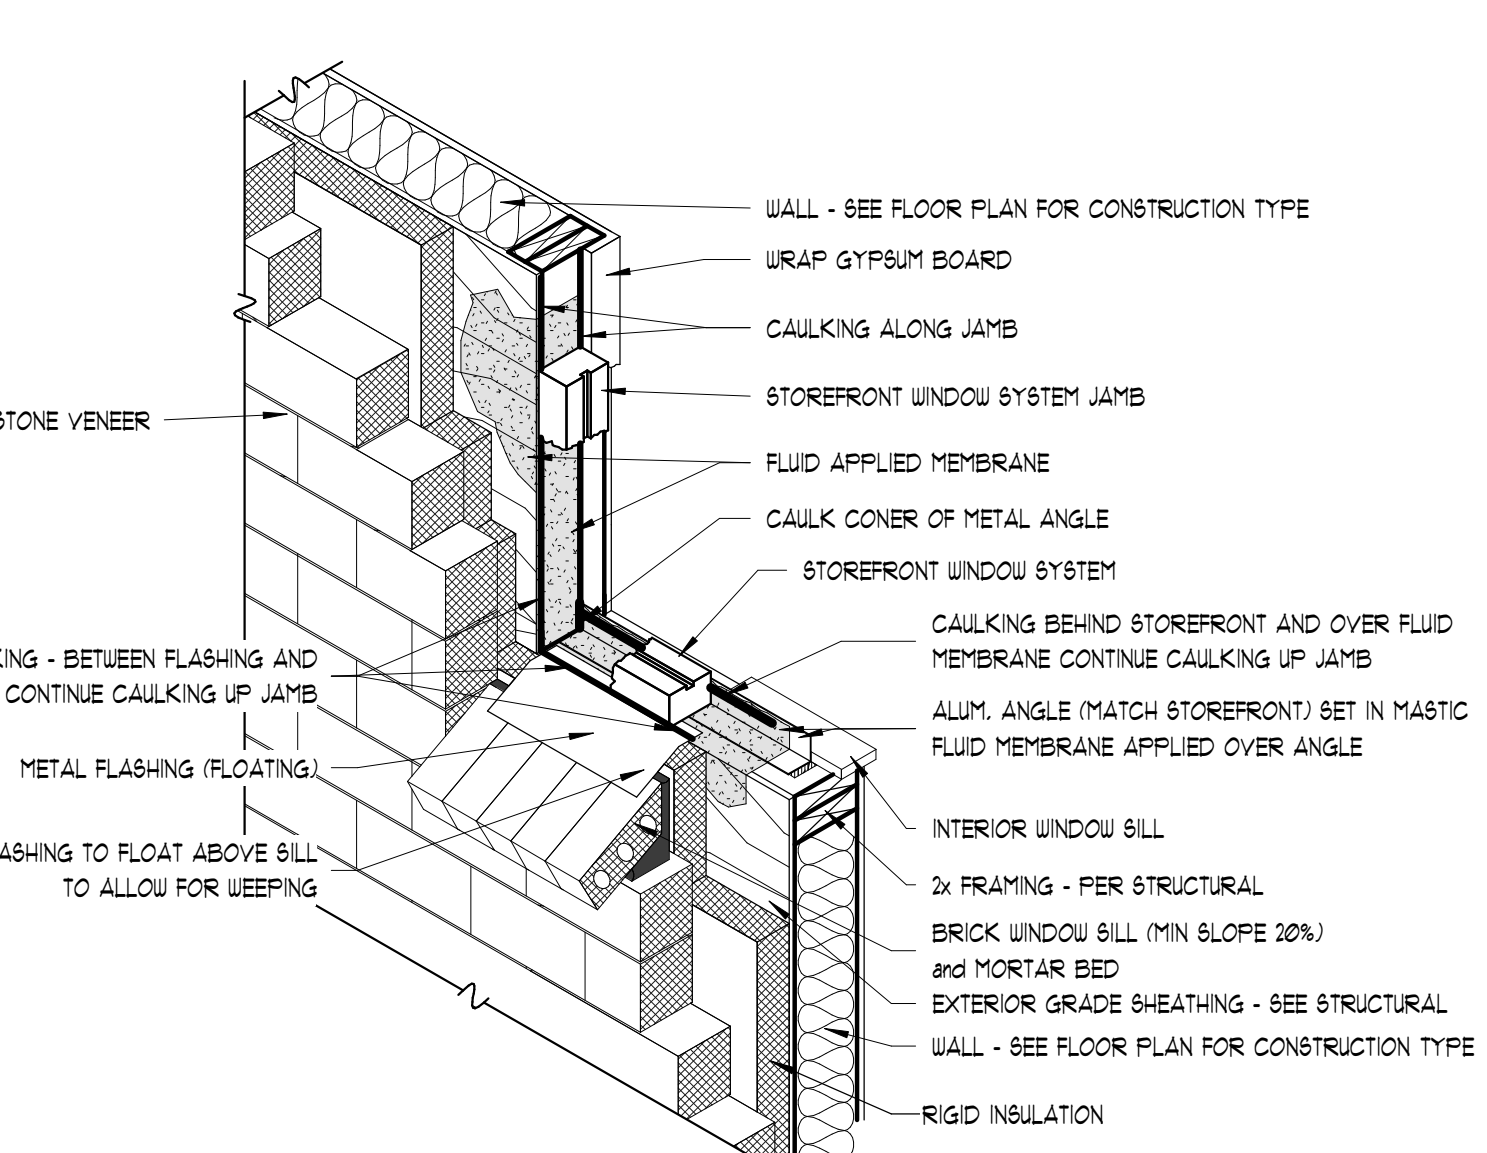 WALL - SEE FLOOR PLAN FOR CONSTRUCTION TYPE
WRAP GYPSUM BOARD
CAULKING ALONG JAMB
STOREFRONT WINDOW SYSTEM JAMB
STONE VENEER
FLUID APPLIED MEMBRANE
CAULK CONER OF METAL ANGLE
STOREFRONT WINDOW SYSTEM
CAULKING BEHIND STOREFRONT AND OVER FLUID
MEMBRANE CONTINUE CAULKING UP JAMB
KING - BETWEEN FLASHING AND
CONTINUE CAULKING UP JAMB
ALUM. ANGLE (MATCH STOREFRONT) SET IN MASTIC
FLUID MEMBRANE APPLIED OVER ANGLE
METAL FLASHING (FLOATING)
INTERIOR WINDOW SILL
ASHING TO FLOAT ABOVE SILL
TO ALLOW FOR WEEPING
2x FRAMING - PER STRUCTURAL
BRICK WINDOW SILL (MIN SLOPE 20%)
and MORTAR BED
EXTERIOR GRADE SHEATHING - SEE STRUCTURAL
WALL - SEE FLOOR PLAN FOR CONSTRUCTION TYPE
RIGID INSULATION